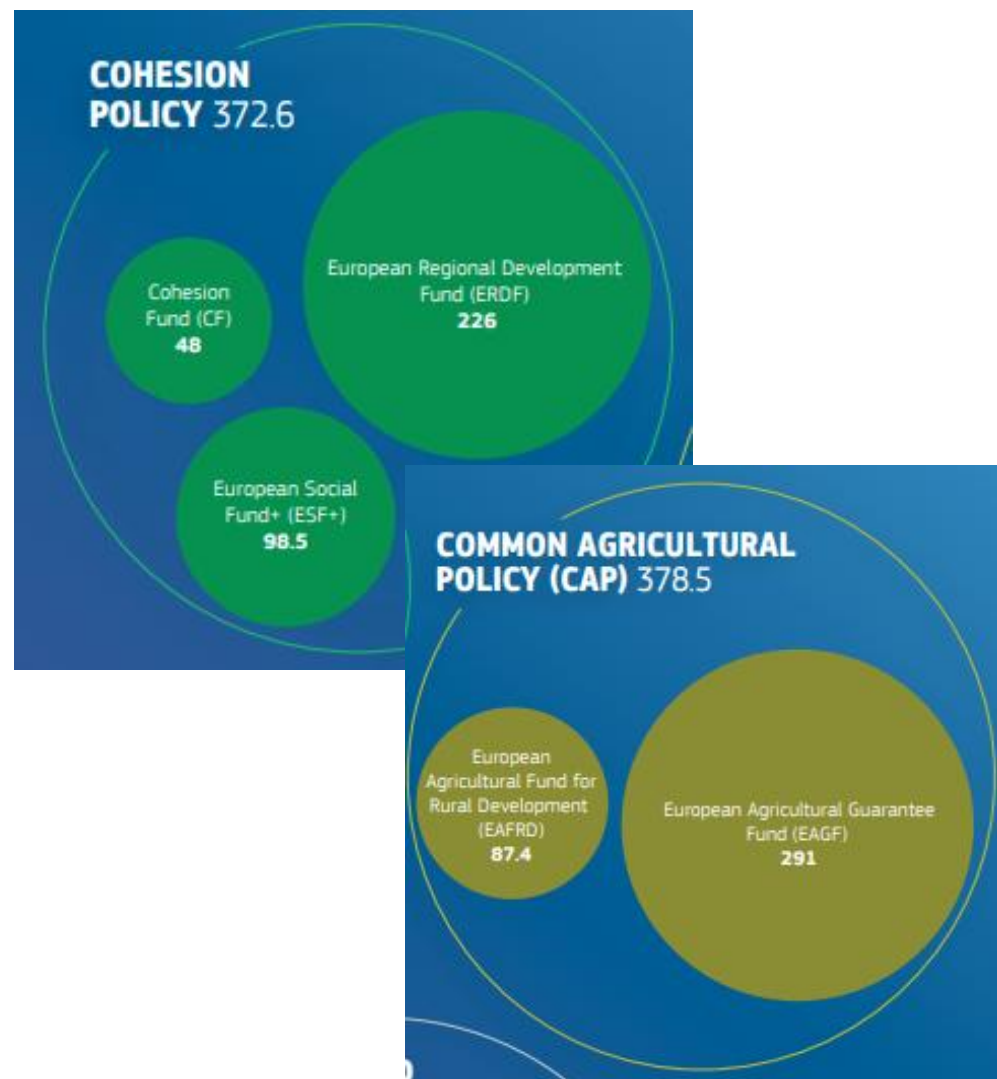 COHESION
POLICY 372.6
European Regional Development
Fund (ERDF)
226
Cohesion
Fund (CF)
48
European Social
Fund+ (ESF+)
98.5
COMMON AGRICULTURAL
POLICY (CAP) 378.5
European
Agricultural Fund for
Rural Development
(EAFRD)
87.4
European Agricultural Guarantee
Fund (EAGF)
291